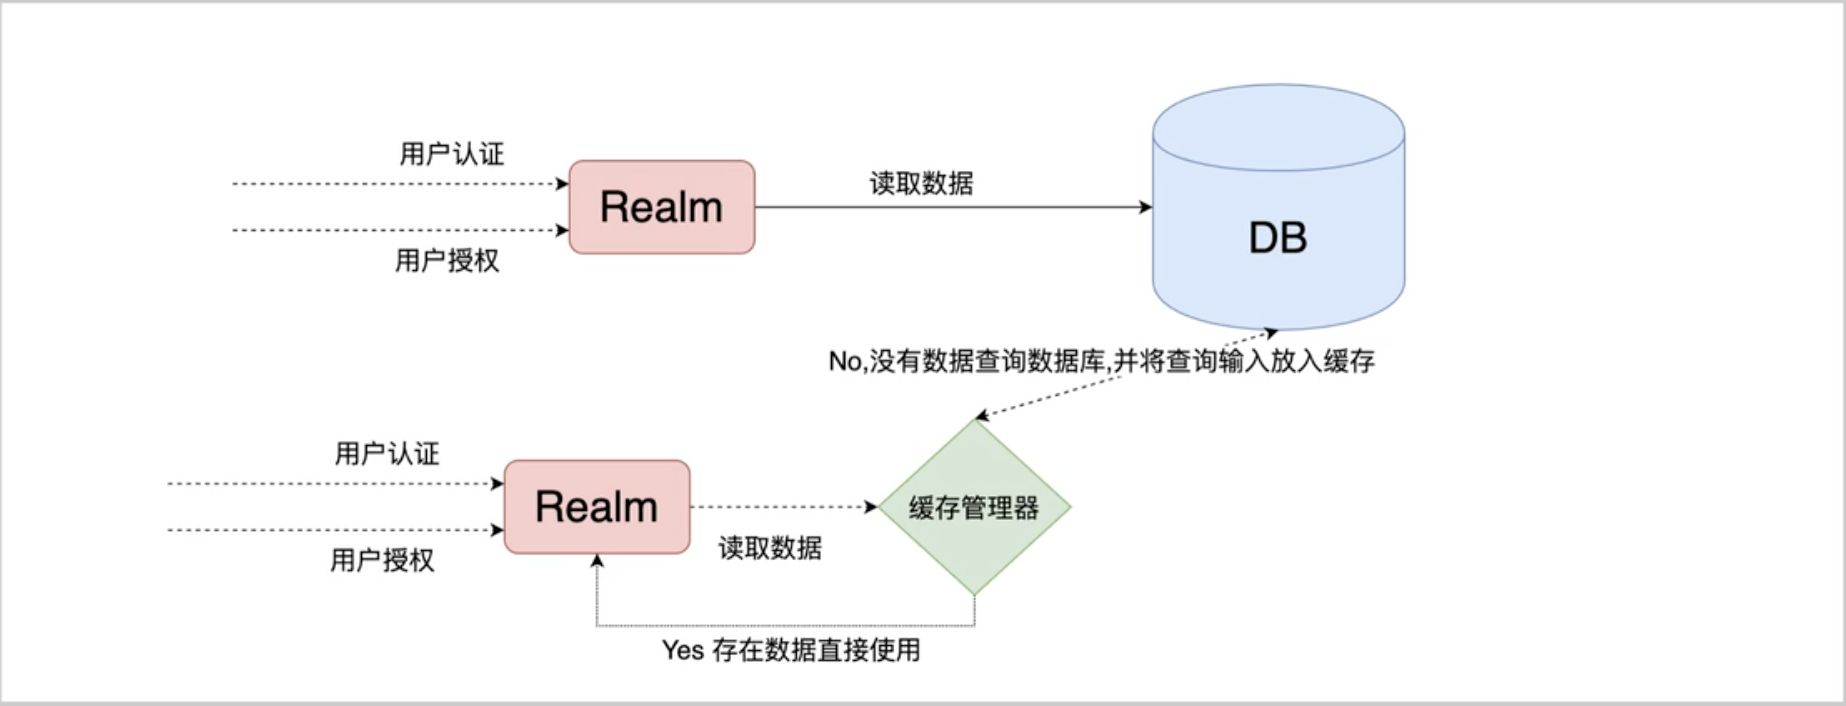 用户认证
Realm
用户授权
读取数据
DB
No,没有数据查询数据库,并将查询输入放入缓存
用户认证
Realm
用户授权
读取数据
缓存管理器
Yes 存在数据直接使用